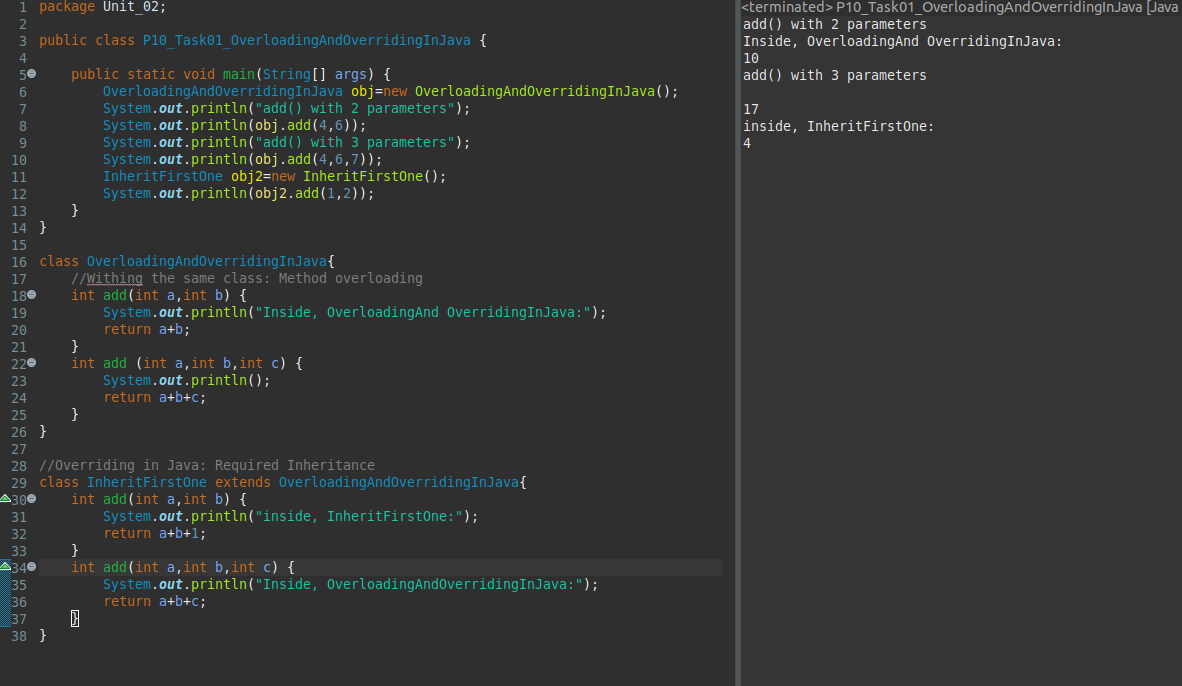 1 package Unit_02;
2
3 public class P10_Task01_OverloadingAndOverridingInJava {
4
5 public static void main(String[] args) {
6 OverloadingAndOverridingInJava obj=new OverloadingAndOverridingInJava();
7 System.out.println("add() with 2 parameters");
8 System.out.println(obj.add(4,6));
9 System.out.println("add() with 3 parameters");
10 System.out.println(obj.add(4,6,7));
11 InheritFirstOne obj2=new InheritFirstOne();
12 System.out.println(obj2.add(1,2));
13 }
14 }
15
16 class OverloadingAndOverridingInJava{
17 //Withing the same class: Method overloading
18 int add(int a,int b) {
19 System.out.println("Inside, OverloadingAnd OverridingInJava:");
20 return a+b;
21 }
22 int add (int a,int b,int c) {
23 System.out.println();
24 return a+b+c;
25 }
26 }
27
28 //Overriding in Java: Required Inheritance
29 class InheritFirstOne extends OverloadingAndOverridingInJava{
30 int add(int a,int b) {
31 System.out.println("inside, InheritFirstOne:");
32 return a+b+1;
33 }
34 int add(int a,int b,int c) {
35 System.out.println("Inside, OverloadingAndOverridingInJava:");
36 return a+b+c;
37 }
38 }
<terminated> P10_Task01_OverloadingAndOverridingInJava [Java
add() with 2 parameters
Inside, OverloadingAnd OverridingInJava:
10
add() with 3 parameters

17
inside, InheritFirstOne:
4